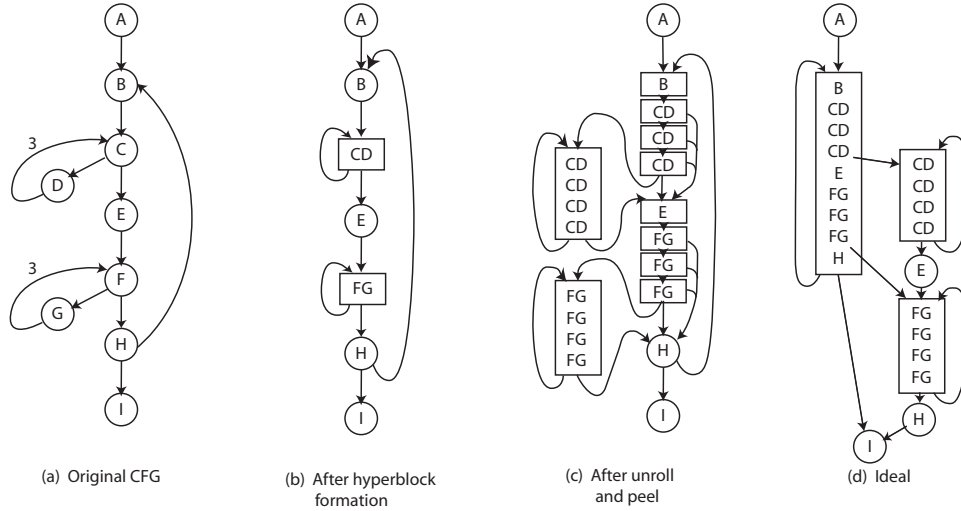 A
B
C
D
E
F
G
H
I
3
3
(a) Original CFG
A
B
CD
E
FG
H
I
(b) After hyperblock
formation
A
B
CD
CD
CD
E
FG
FG
FG
H
I
CD
CD
CD
CD
FG
FG
FG
FG
(c) After unroll
and peel
A
B
CD
CD
CD
E
FG
FG
FG
H
CD
CD
CD
CD
E
FG
FG
FG
FG
H
I
(d) Ideal